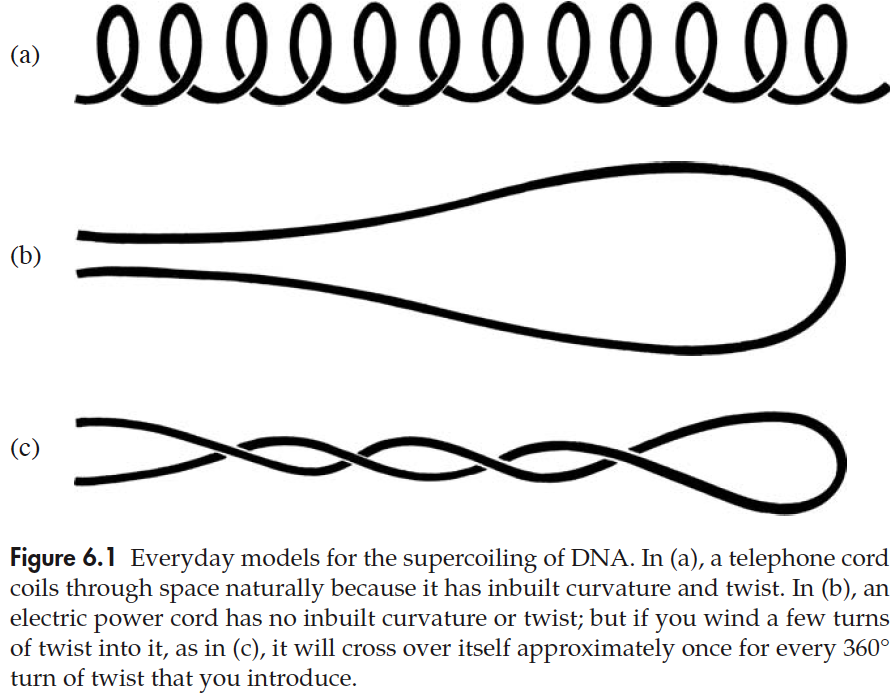 (a)
(b)
(c)
Figure 6.1 Everyday models for the supercoiling of DNA. In (a), a telephone cord
coils through space naturally because it has inbuilt curvature and twist. In (b), an
electric power cord has no inbuilt curvature or twist; but if you wind a few turns
of twist into it, as in (c), it will cross over itself approximately once for every 360°
turn of twist that you introduce.